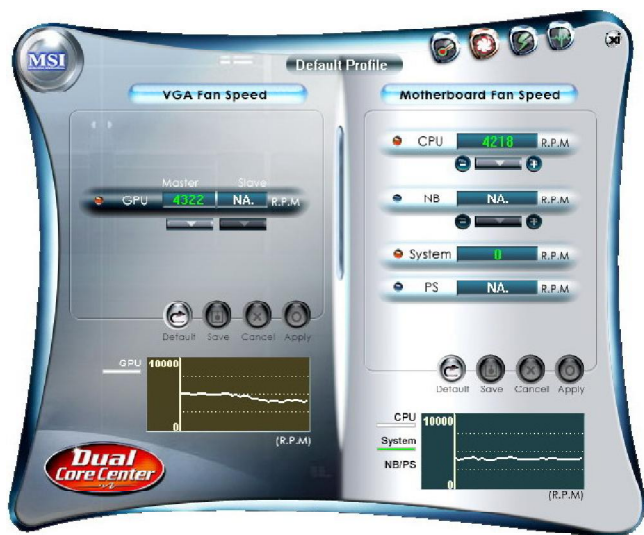 MSI
Default Profile
VGA Fan Speed
Master Slave
GPU 4322 NA. R.P.M
Default Save Cancel Apply
GPU
10000
0
(R.P.M)
Dual
Core Center
Motherboard Fan Speed
CPU 4218 R.P.M
NB NA. R.P.M
System 0 R.P.M
PS NA. R.P.M
Default Save Cancel Apply
CPU
System
NB/PS
10000
0
(R.P.M)